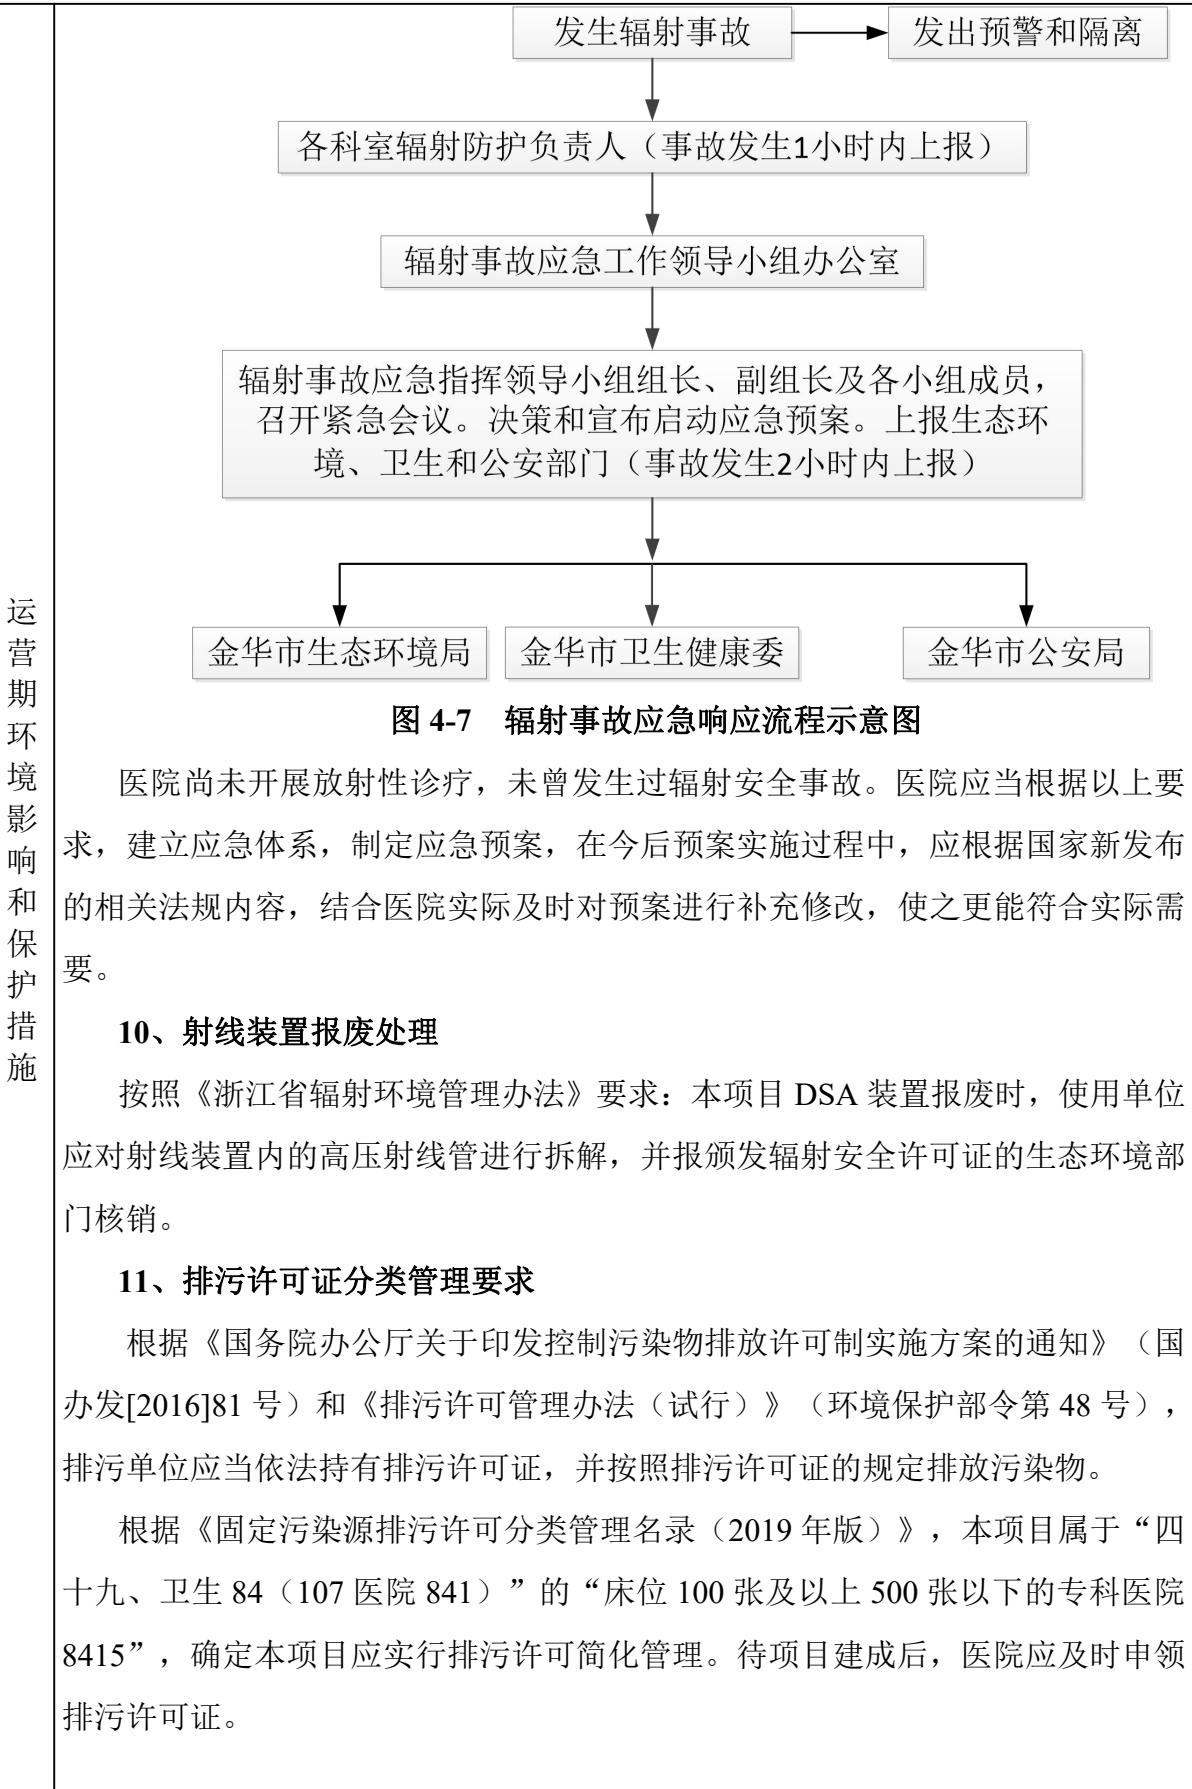 发生辐射事故
发出预警和隔离
各科室辐射防护负责人（事故发生1小时内上报）
辐射事故应急工作领导小组办公室
辐射事故应急指挥领导小组组长、副组长及各小组成员，
召开紧急会议。决策和宣布启动应急预案。上报生态环
境、卫生和公安部门（事故发生2小时内上报）
金华市生态环境局
金华市卫生健康委
金华市公安局
图 4-7 辐射事故应急响应流程示意图
运
营
期
环
境
影
响
和
保
护
措
施
医院尚未开展放射性诊疗，未曾发生过辐射安全事故。医院应当根据以上要
求，建立应急体系，制定应急预案，在今后预案实施过程中，应根据国家新发布
的相关法规内容，结合医院实际及时对预案进行补充修改，使之更能符合实际需
要。
10、射线装置报废处理
按照《浙江省辐射环境管理办法》要求：本项目 DSA 装置报废时，使用单位
应对射线装置内的高压射线管进行拆解，并报颁发辐射安全许可证的生态环境部
门核销。
11、排污许可证分类管理要求
根据《国务院办公厅关于印发控制污染物排放许可制实施方案的通知》（国
办发[2016]81 号）和《排污许可管理办法（试行）》（环境保护部令第 48 号），
排污单位应当依法持有排污许可证，并按照排污许可证的规定排放污染物。
根据《固定污染源排污许可分类管理名录（2019 年版）》，本项目属于“四
十九、卫生 84（107 医院 841）”的“床位 100 张及以上 500 张以下的专科医院
8415”，确定本项目应实行排污许可简化管理。待项目建成后，医院应及时申领
排污许可证。